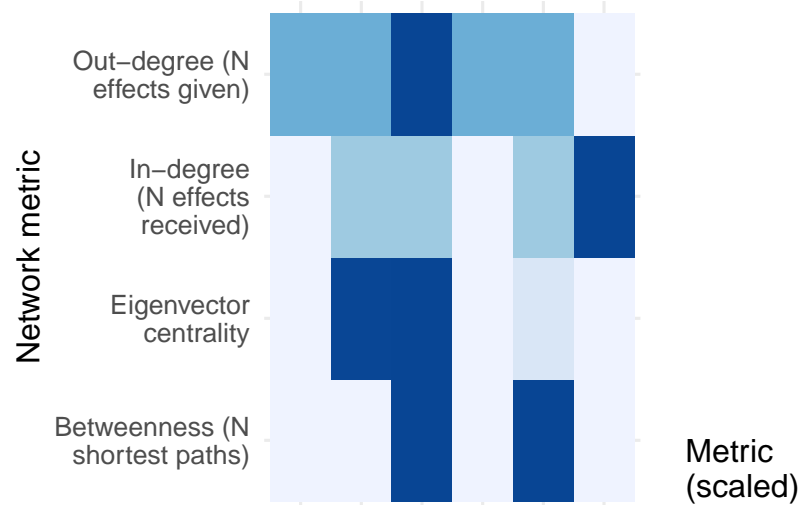 Out–degree (N
effects given)
In–degree
(N effects
received)
Eigenvector
centrality
Betweenness (N
shortest paths)
Network metric
Metric
(scaled)